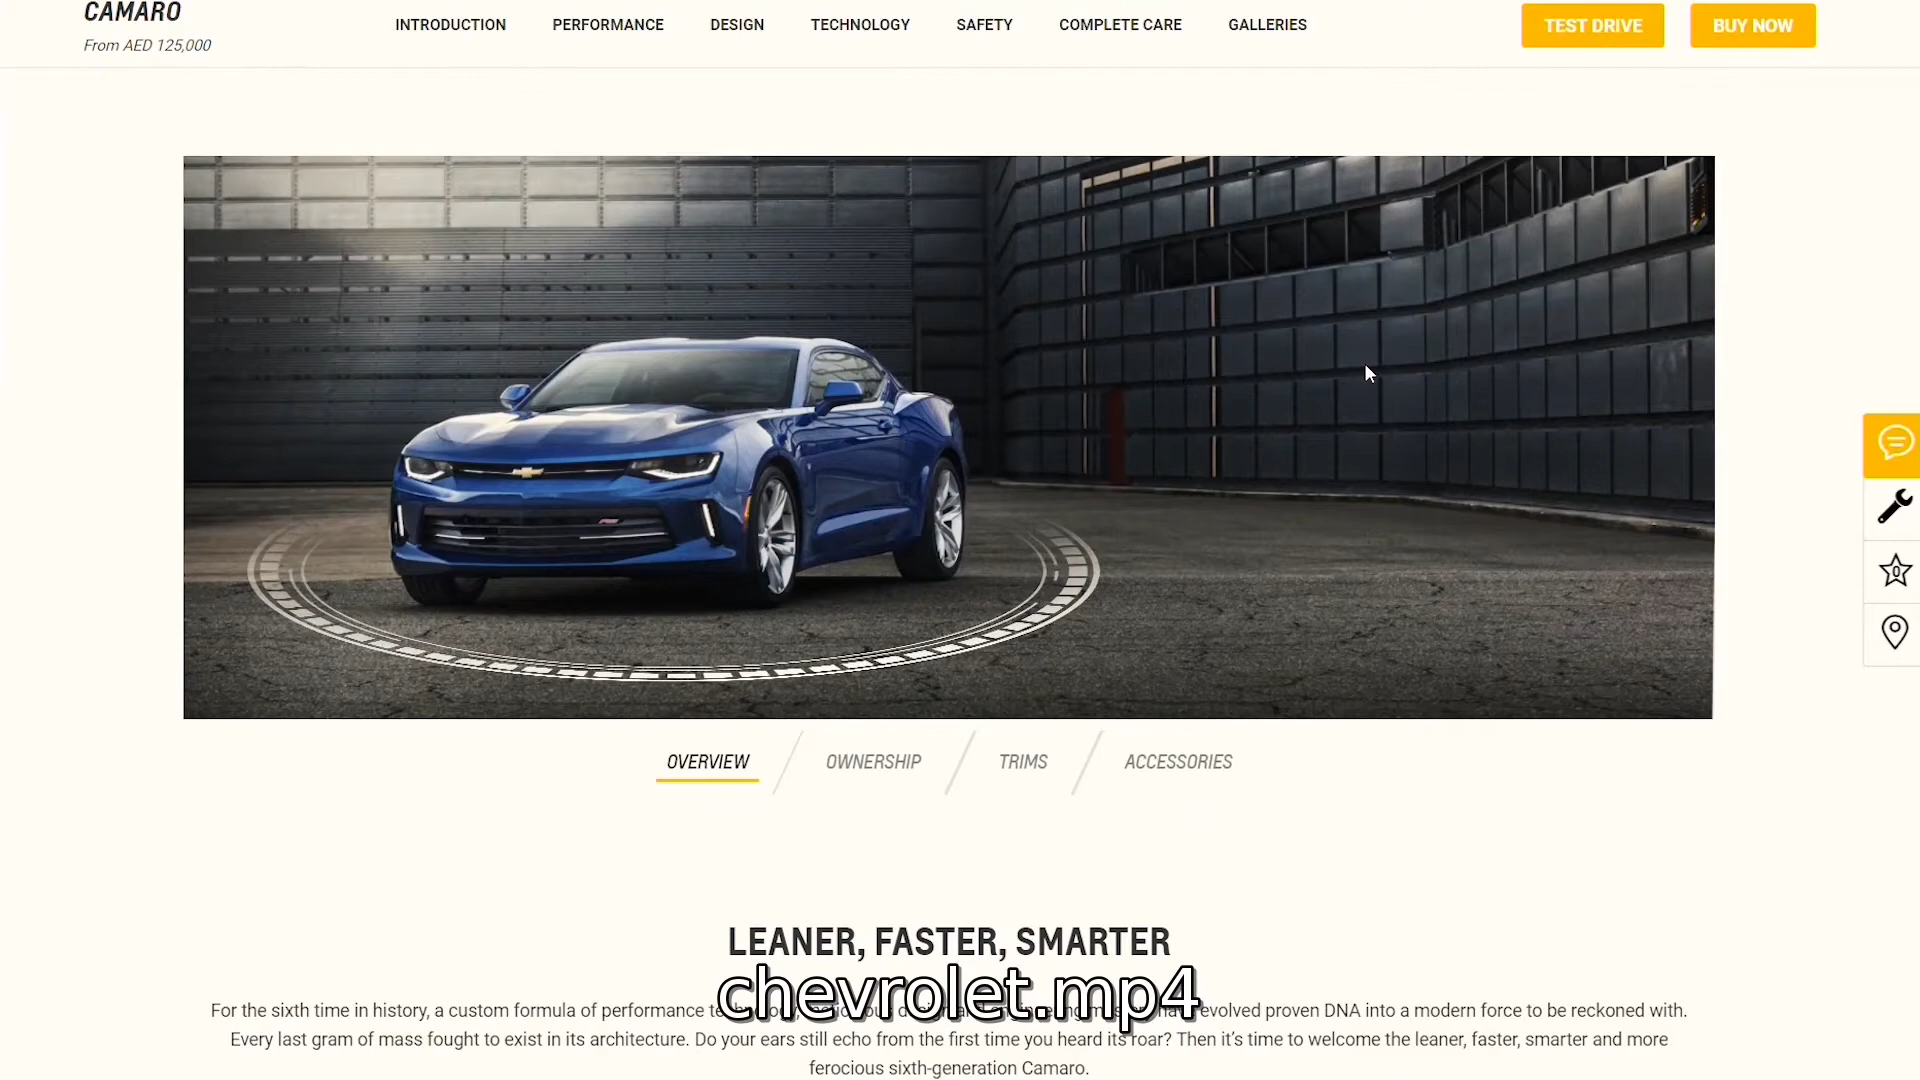 CAMARO
From AED 125,000
INTRODUCTION PERFORMANCE DESIGN TECHNOLOGY SAFETY COMPLETE CARE GALLERIES
TEST DRIVE BUY NOW
0
OVERVIEW OWNERSHIP TRIMS ACCESSORIES
LEANER, FASTER, SMARTER
chevrolet.mp4
For the sixth time in history, a custom formula of performance evolved proven DNA into a modern force to be reckoned with.
Every last gram of mass fought to exist in its architecture. Do your ears still echo from the first time you heard its roar? Then it's time to welcome the leaner, faster, smarter and more
ferocious sixth-generation Camaro.